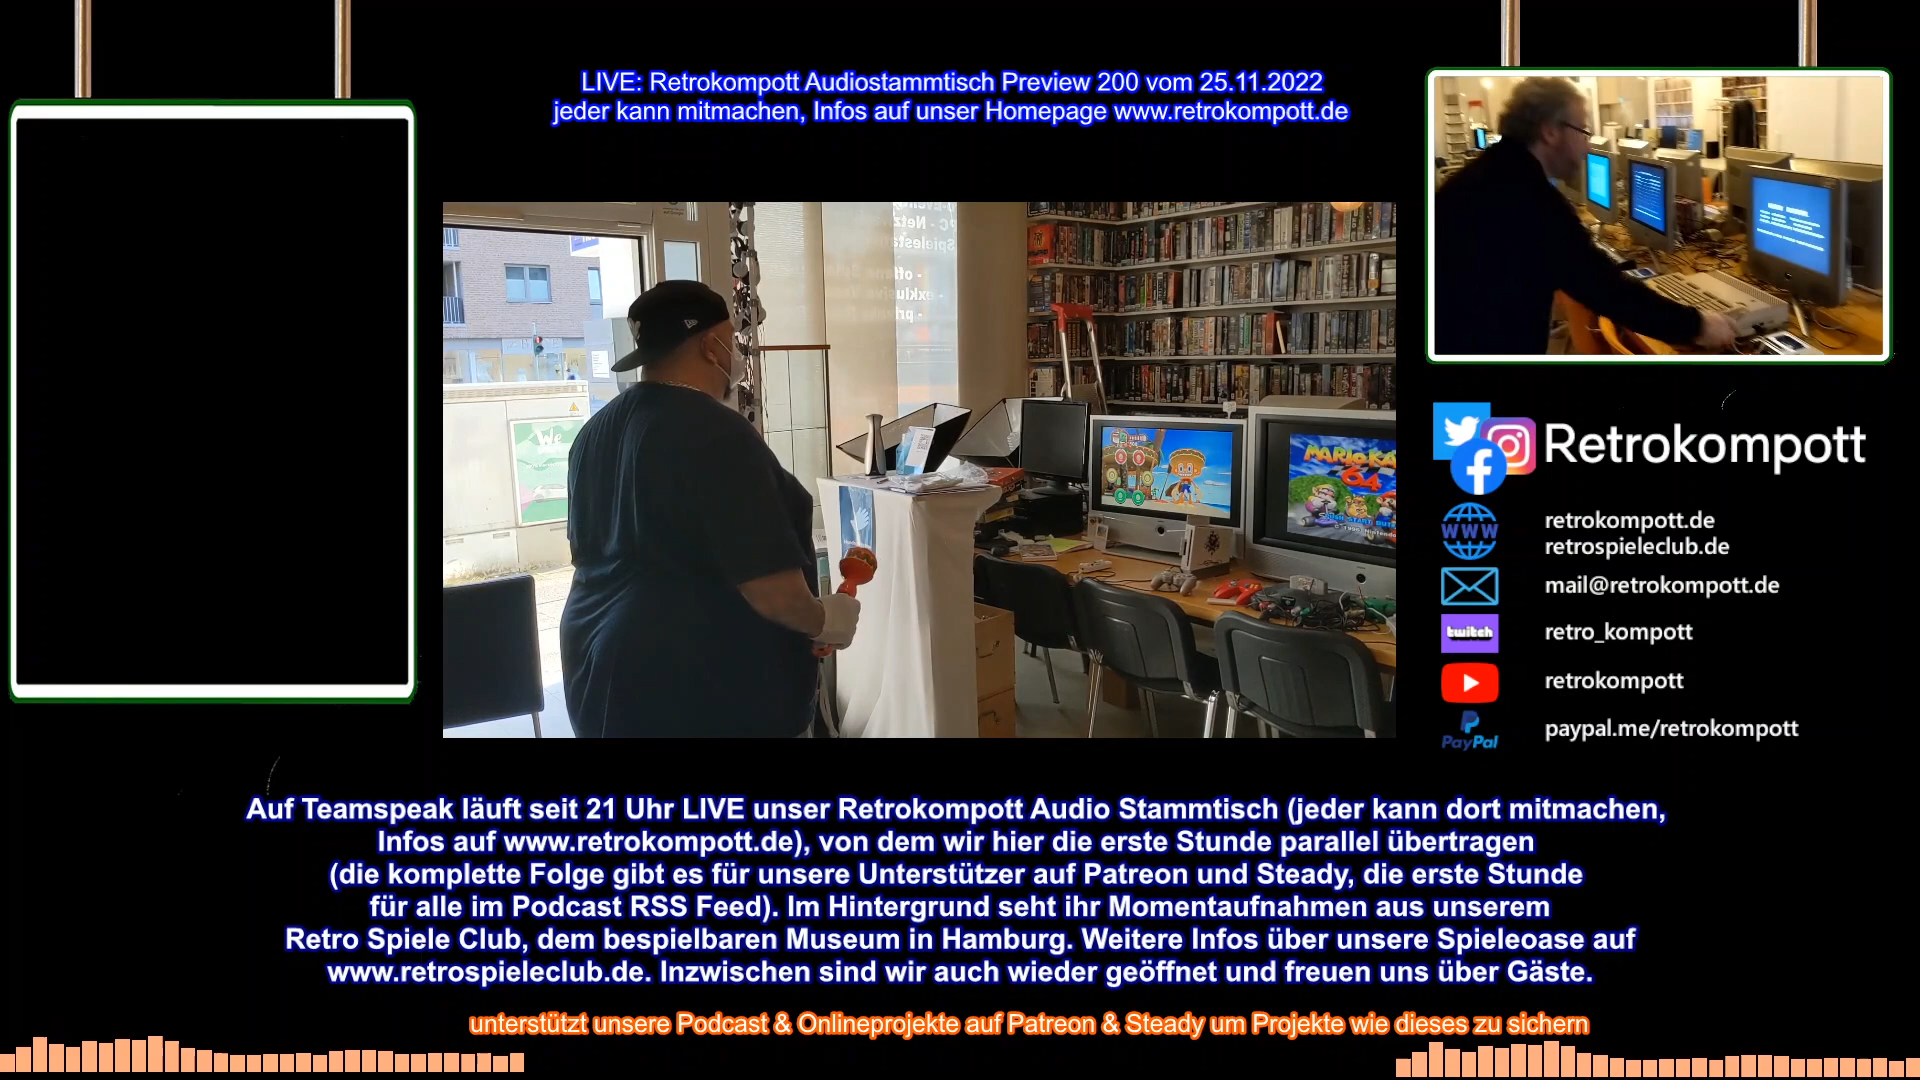 LIVE: Retrokompott Audiostammtisch Preview 200 vom 25.11.2022
jeder kann mitmachen, Infos auf unser Homepage www.retrokompott.de
We
MARIO KA
64
Retrokompott
WWW
retrokompott.de
retrospieleclub.de
mail@retrokompott.de
twitch
retro_kompott
retrokompott
PayPal
paypal.me/retrokompott
Auf Teamspeak läuft seit 21 Uhr LIVE unser Retrokompott Audio Stammtisch (jeder kann dort mitmachen,
Infos auf www.retrokompott.de), von dem wir hier die erste Stunde parallel übertragen
(die komplette Folge gibt es für unsere Unterstützer auf Patreon und Steady, die erste Stunde
für alle im Podcast RSS Feed). Im Hintergrund seht ihr Momentaufnahmen aus unserem
Retro Spiele Club, dem bespielbaren Museum in Hamburg. Weitere Infos über unsere Spieleoase auf
www.retrospieleclub.de. Inzwischen sind wir auch wieder geöffnet und freuen uns über Gäste.
unterstützt unsere Podcast & Onlineprojekte auf Patreon & Steady um Projekte wie dieses zu sichern